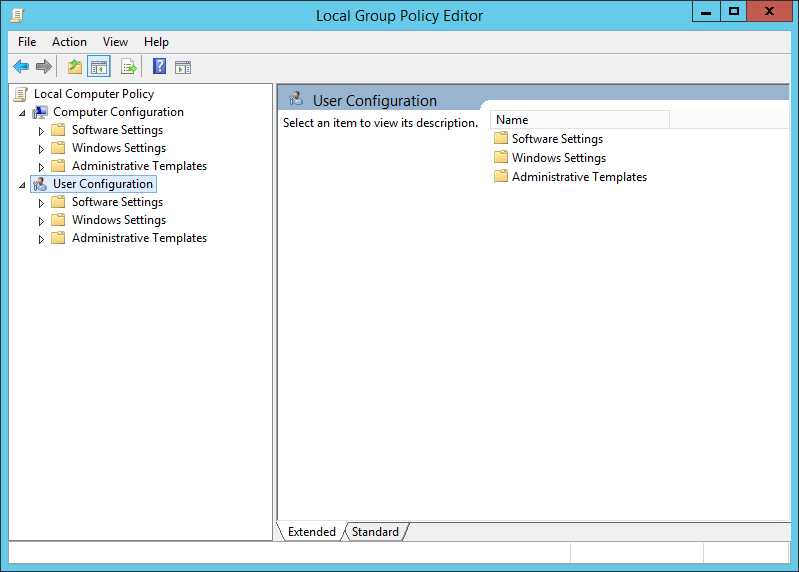 Local Group Policy Editor
File Action View Help
Local Computer Policy
Computer Configuration
Software Settings
Windows Settings
Administrative Templates
User Configuration
Software Settings
Windows Settings
Administrative Templates
User Configuration
Select an item to view its description.
Name
Software Settings
Windows Settings
Administrative Templates
Extended Standard